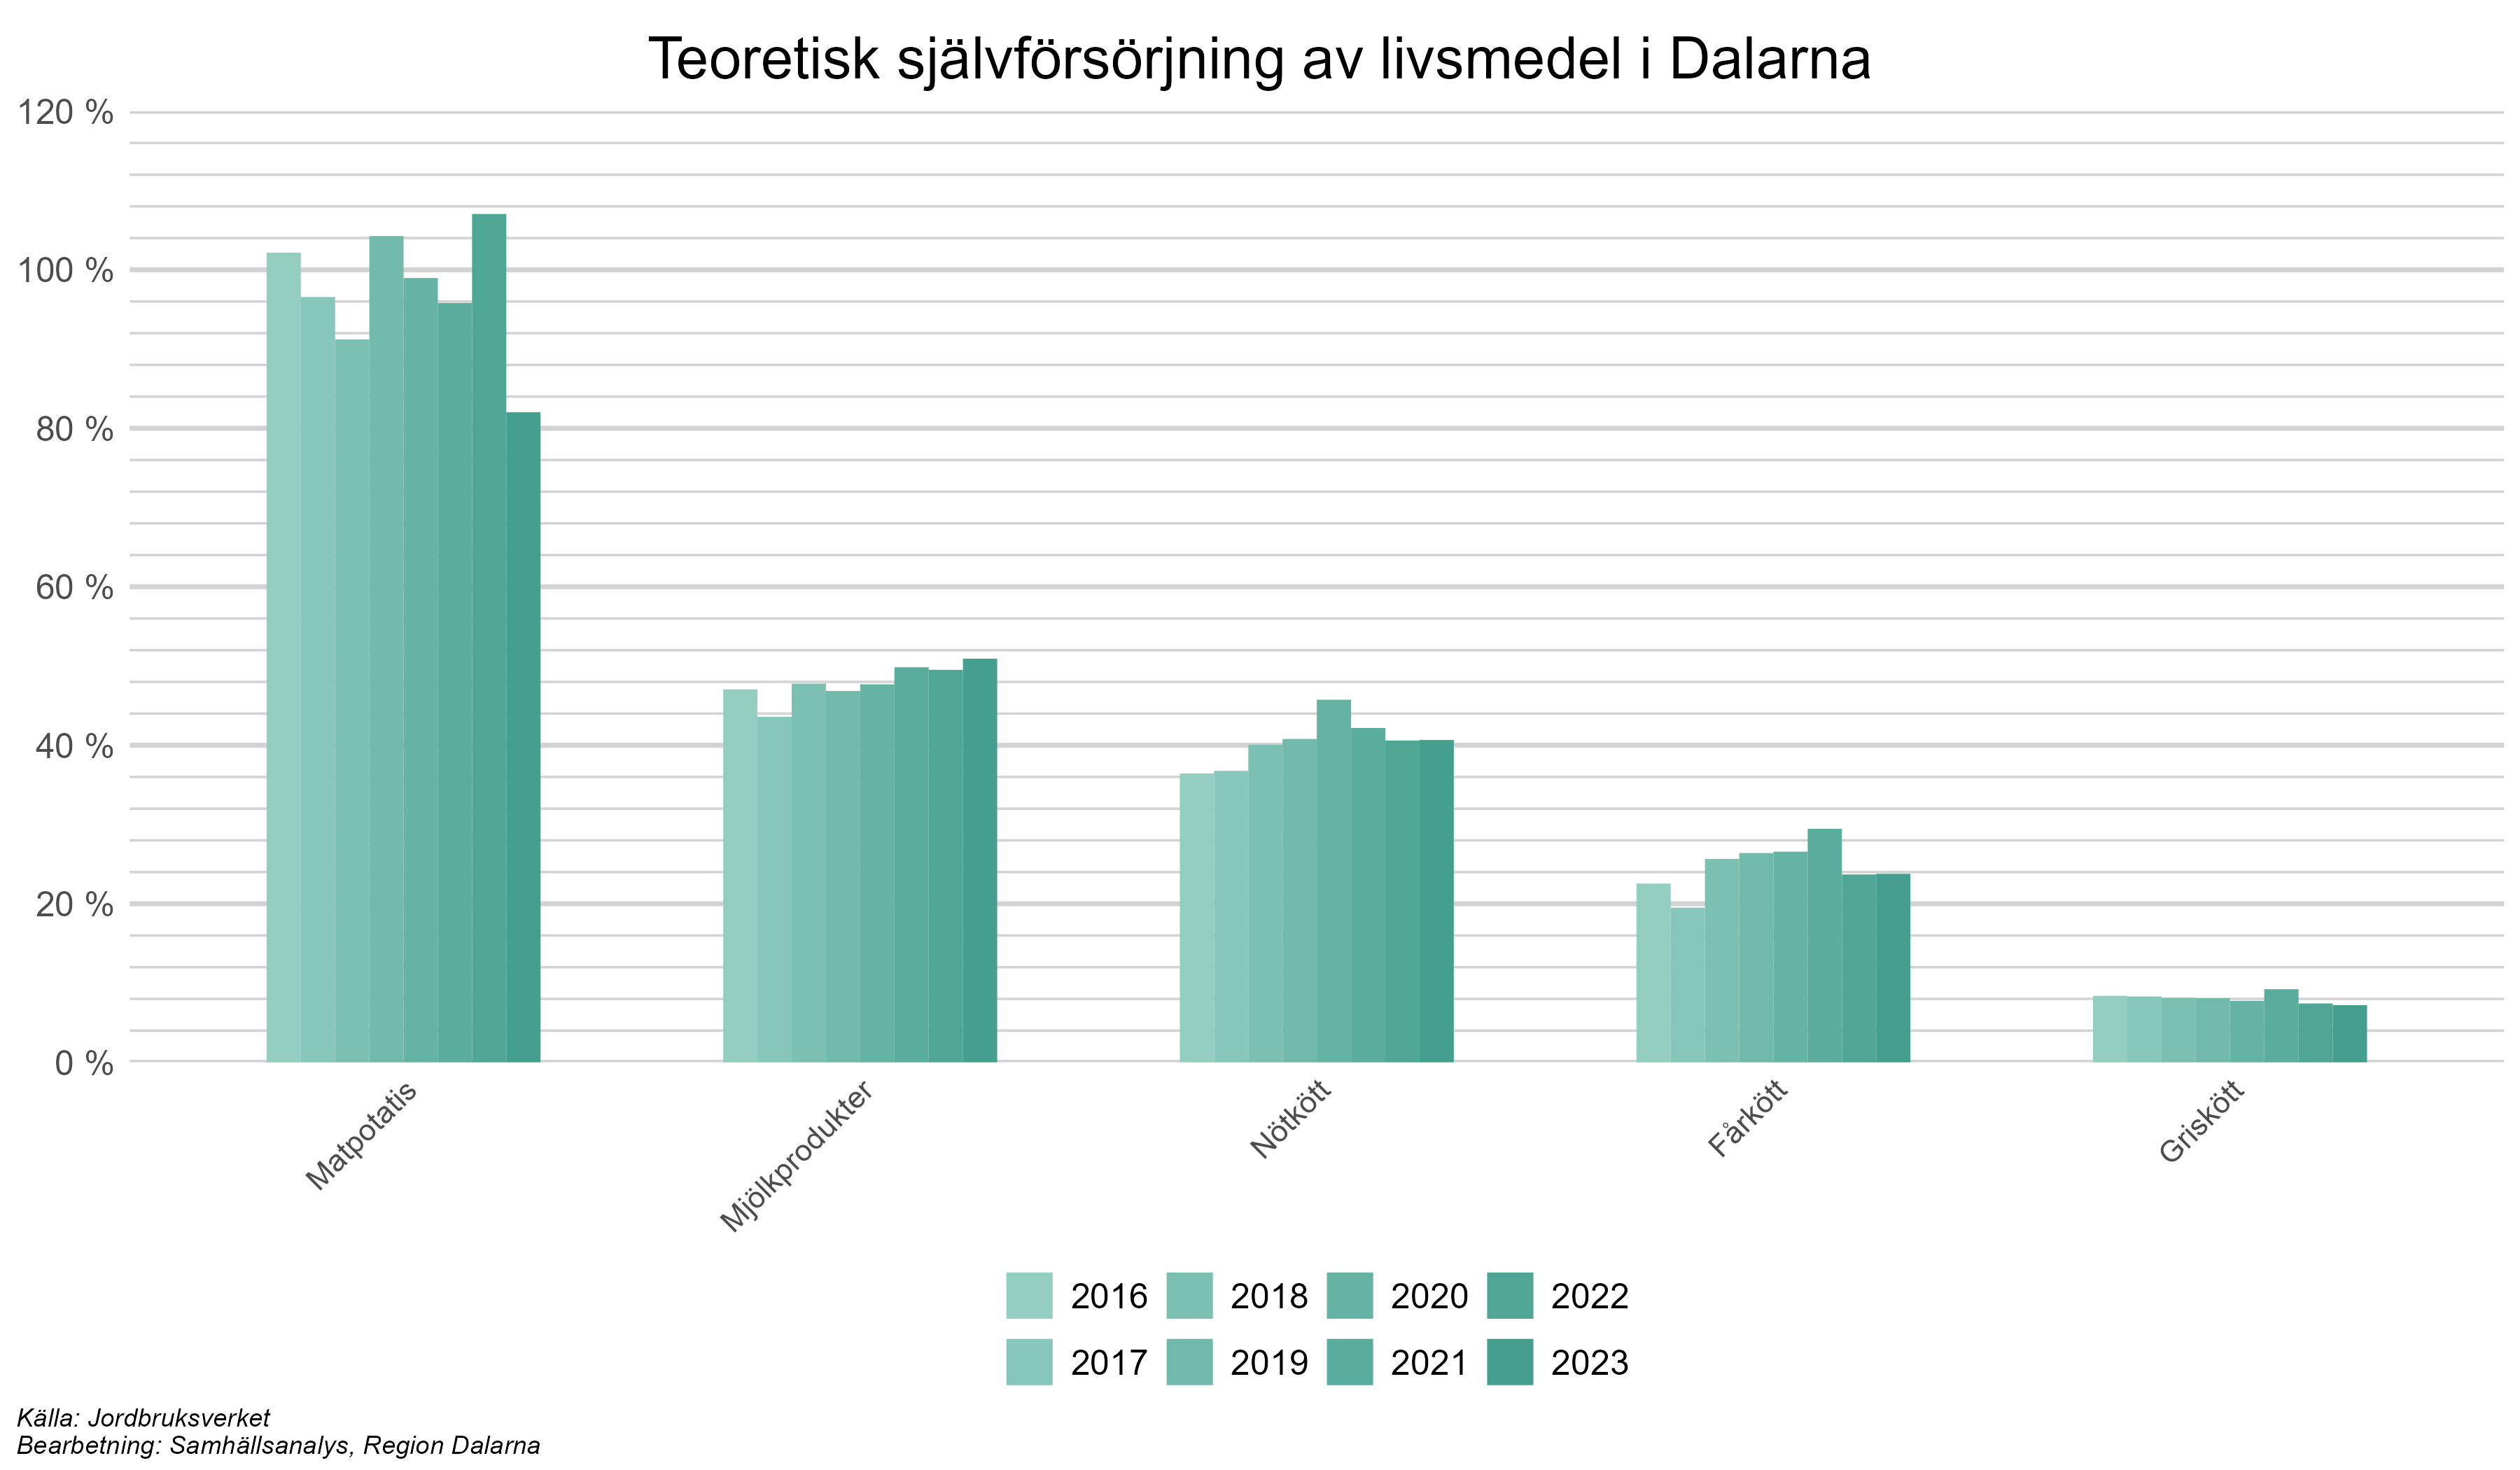 Teoretisk självförsörjning av livsmedel i Dalarna
120 %
100 %
80 %
60 %
40 %
20 %
0 %
Matpotatis
Mjölkprodukter
Nötkött
Fårkött
Griskött
2016 2018 2020 2022
2017 2019 2021 2023
Källa: Jordbruksverket
Bearbetning: Samhällsanalys, Region Dalarna